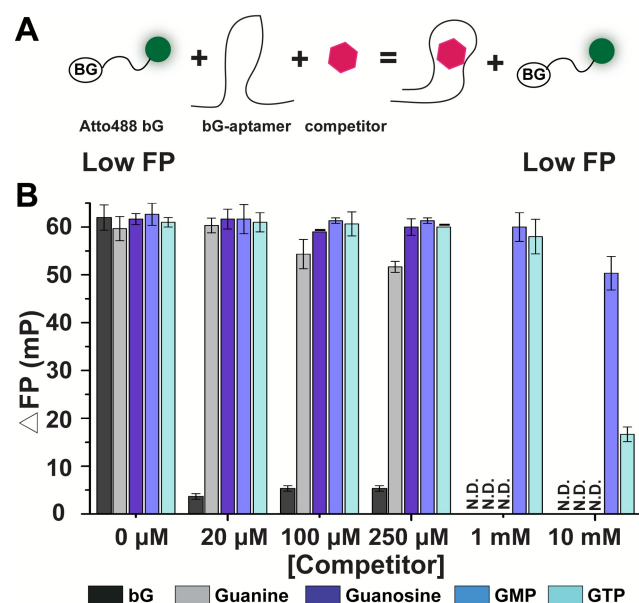 A
BG + + = + BG
Atto488 bG bG-aptamer competitor
Low FP Low FP
B
△FP (mP)
60
50
40
30
20
10
0
N.D. N.D. N.D. N.D. N.D. N.D.
0 µM 20 µM 100 µM 250 µM 1 mM 10 mM
[Competitor]
bG Guanine Guanosine GMP GTP